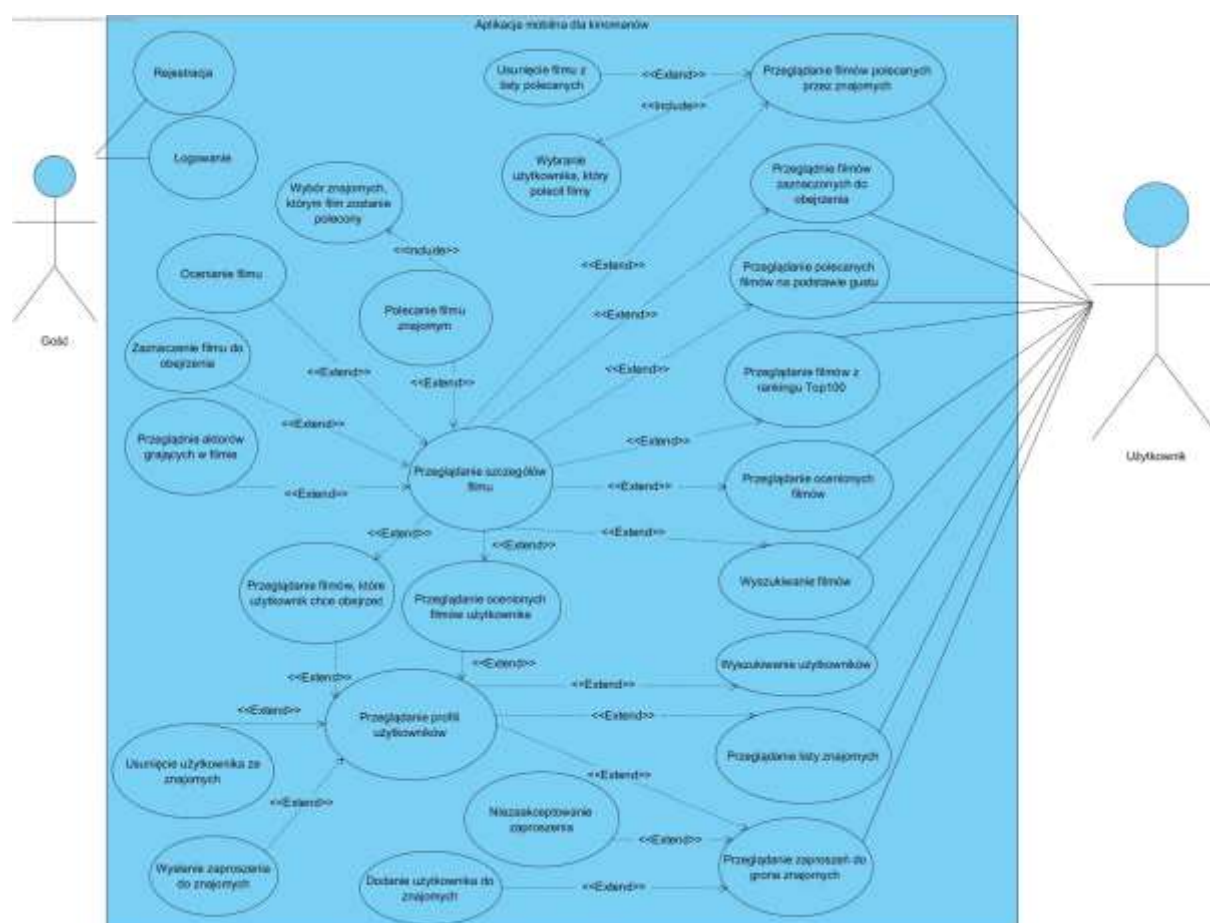 Aplikacja mobilna dla kinomanów
Rejestracja
Logowanie
Gość
Usunięcie filmu z
listy polecanych
<<Extend>>
Przeglądanie filmów polecanych
przez znajomych
<<Include>>
Wybranie
użytkownika, który
polecił filmy
Przeglądnie filmów
zaznaczonych do
obejrzenia
Wybór znajomych,
którym film zostanie
polecony
<<Include>>
<<Extend>>
Ocenianie filmu
Przeglądanie polecanych
filmów na podstawie gustu
Polecanie filmu
znajomym
<<Extend>>
Zaznaczenie filmu do
obejrzenia
<<Extend>>
<<Extend>>
<<Extend>>
Przeglądanie filmów z
rankingu Top100
<<Extend>>
Przeglądnie aktorów
grających w filmie
Użytkownik
Przeglądanie szczegółów
filmu
<<Extend>>
<<Extend>>
<<Extend>>
Przeglądanie ocenionych
filmów
<<Extend>>
<<Extend>>
<<Extend>>
Przeglądanie filmów, które
użytkownik chce obejrzeć
Przeglądanie ocenionych
filmów użytkownika
Wyszukiwanie filmów
<<Extend>>
<<Extend>>
<<Extend>>
Wyszukiwanie użytkowników
<<Extend>>
Przeglądanie profili
użytkowników
<<Extend>>
Usunięcie użytkownika ze
znajomych
Przeglądanie listy znajomych
<<Extend>>
<<Extend>>
Niezaakceptowanie
zaproszenia
<<Extend>>
Wysłanie zaproszenia
do znajomych
Dodanie użytkownika do
znajomych
<<Extend>>
Przeglądanie zaproszeń do
grona znajomych